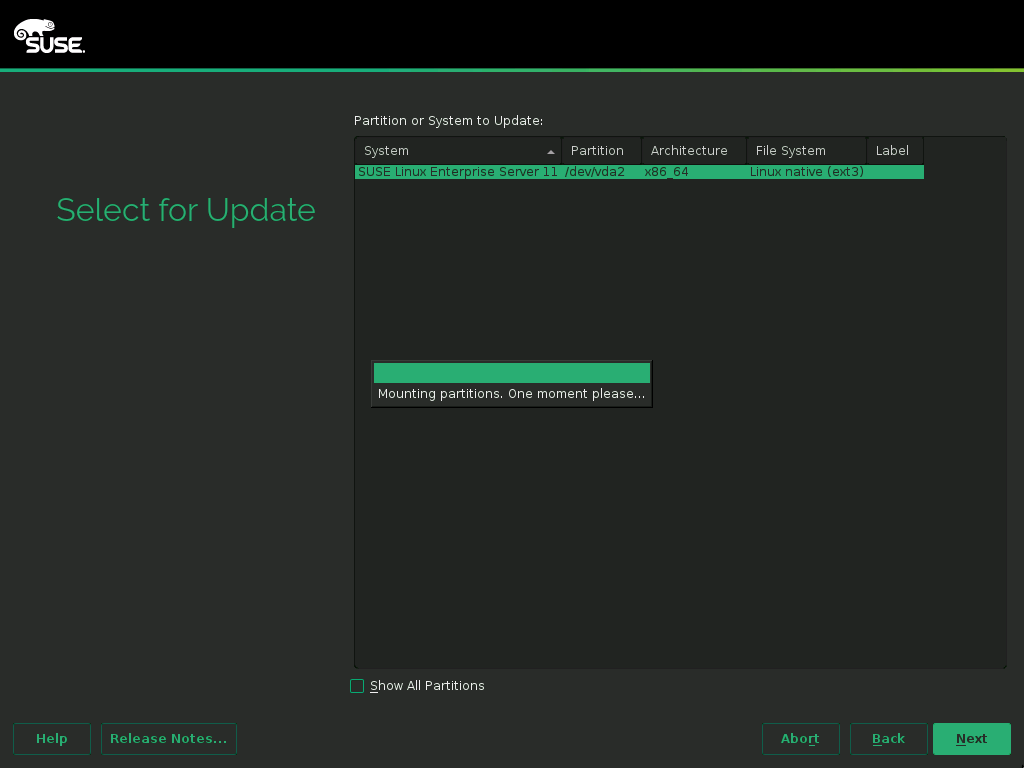 SUSE.
Partition or System to Update:
System Partition Architecture File System Label
SUSE Linux Enterprise Server 11 /dev/vda2 x86_64 Linux native (ext3)
Select for Update
Mounting partitions. One moment please...
Show All Partitions
Help Release Notes... Abort Back Next